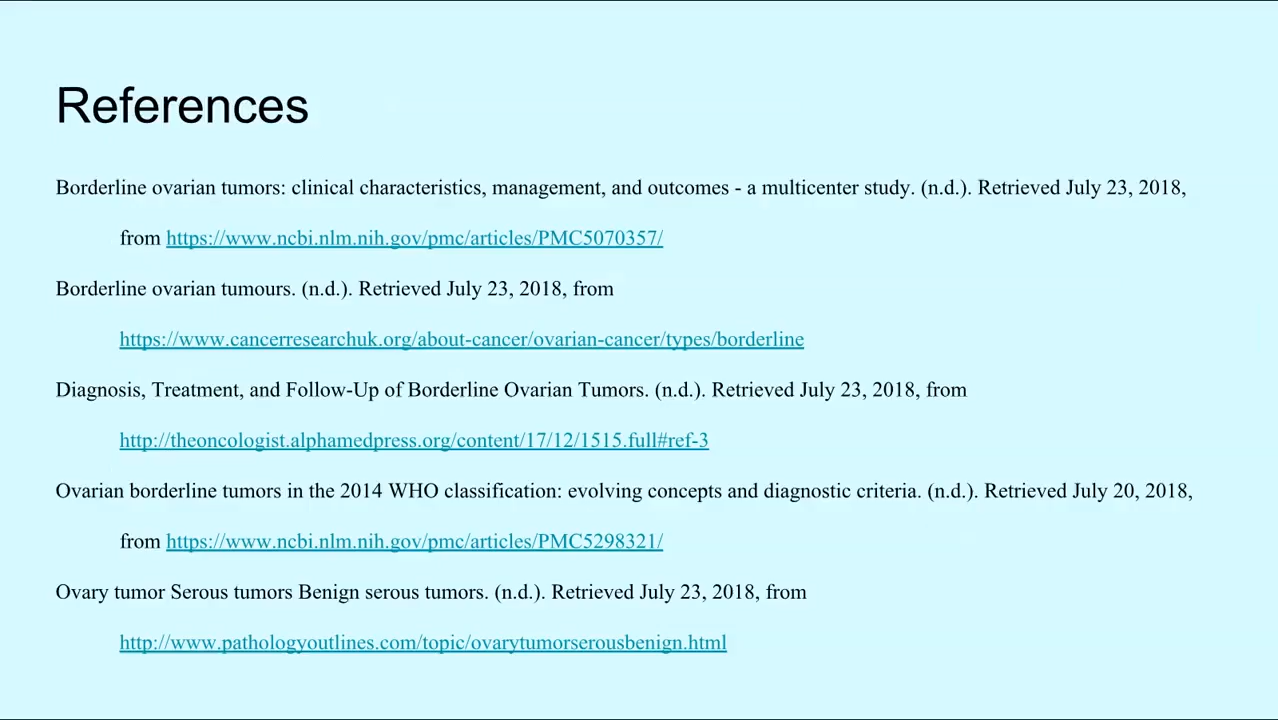 References
Borderline ovarian tumors: clinical characteristics, management, and outcomes - a multicenter study. (n.d.). Retrieved July 23, 2018,
from https://www.ncbi.nlm.nih.gov/pmc/articles/PMC5070357/
Borderline ovarian tumours. (n.d.). Retrieved July 23, 2018, from
https://www.cancerresearchuk.org/about-cancer/ovarian-cancer/types/borderline
Diagnosis, Treatment, and Follow-Up of Borderline Ovarian Tumors. (n.d.). Retrieved July 23, 2018, from
http://theoncologist.alphamedpress.org/content/17/12/1515.full#ref-3
Ovarian borderline tumors in the 2014 WHO classification: evolving concepts and diagnostic criteria. (n.d.). Retrieved July 20, 2018,
from https://www.ncbi.nlm.nih.gov/pmc/articles/PMC5298321/
Ovary tumor Serous tumors Benign serous tumors. (n.d.). Retrieved July 23, 2018, from
http://www.pathologyoutlines.com/topic/ovarytumorserousbenign.html